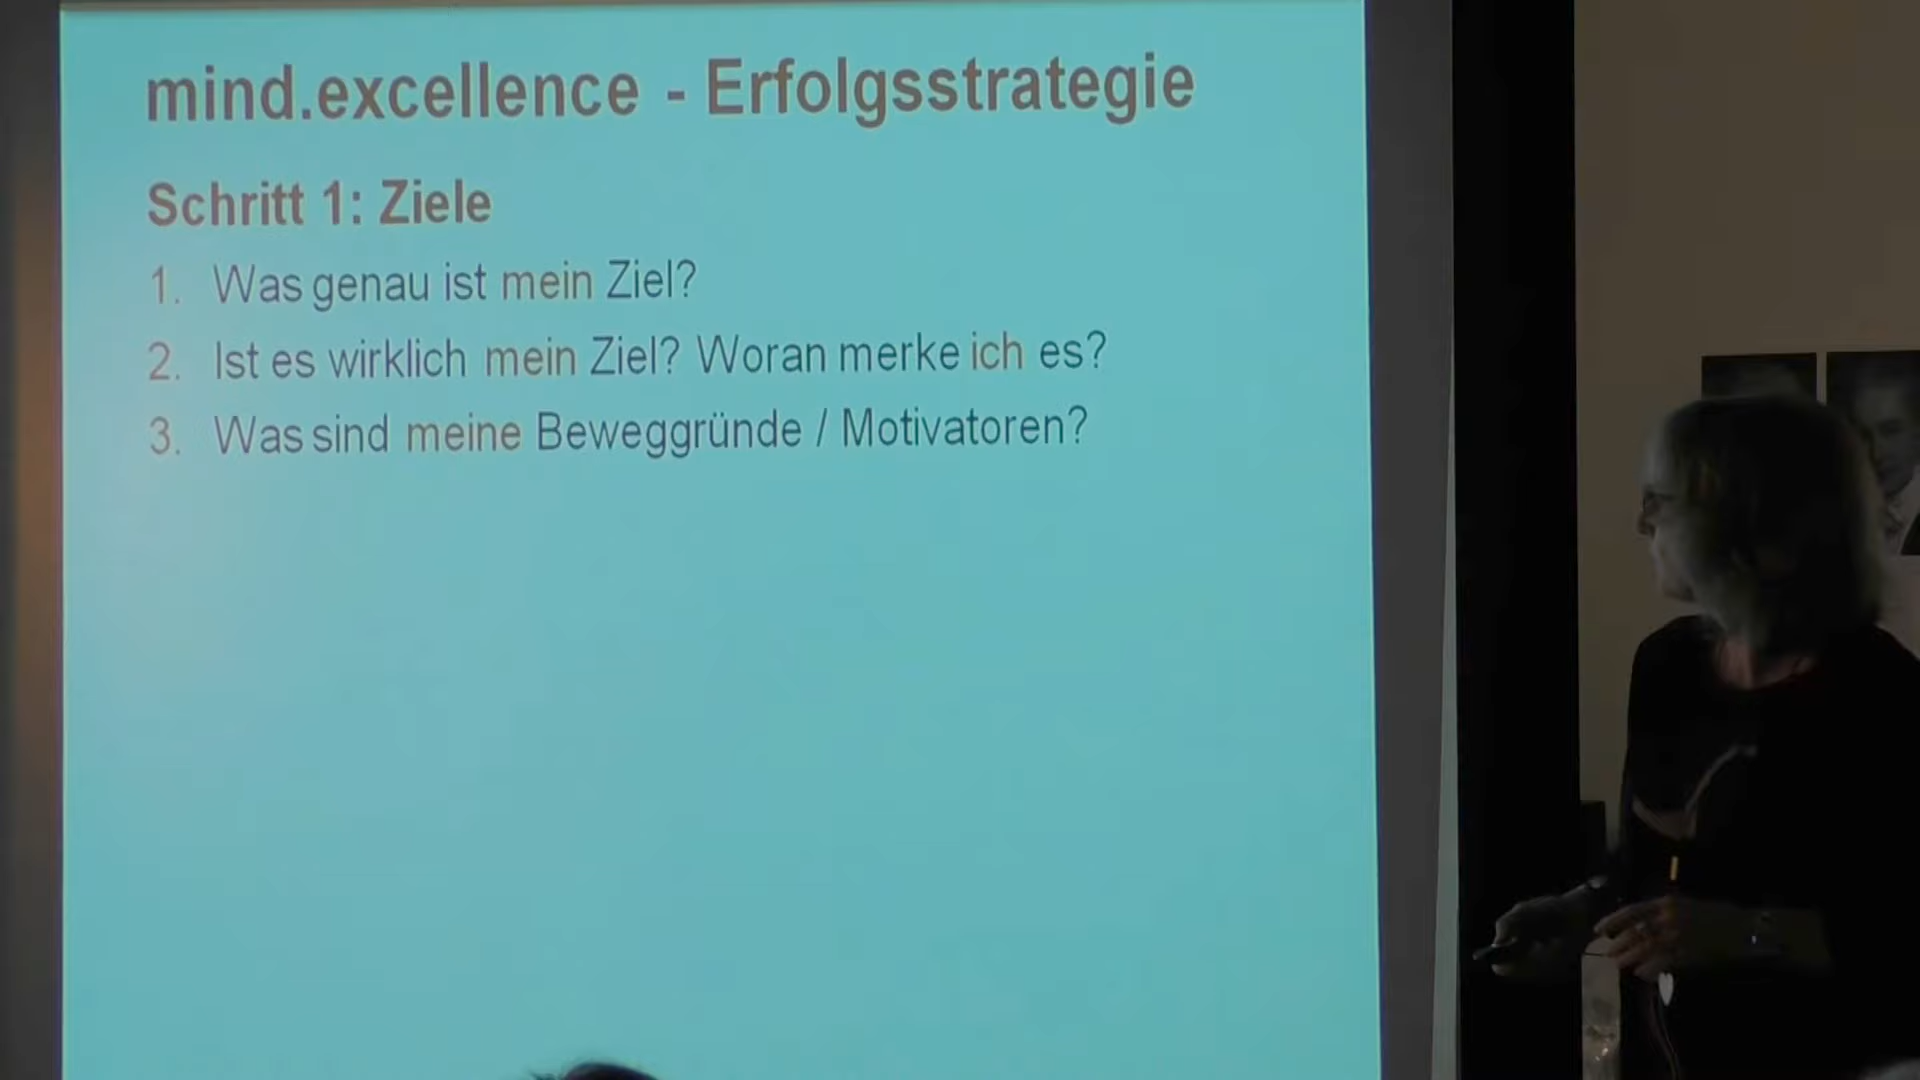 mind.excellence - Erfolgsstrategie
Schritt 1: Ziele
1. Was genau ist mein Ziel?
2. Ist es wirklich mein Ziel? Woran merke ich es?
3. Was sind meine Beweggründe / Motivatoren?